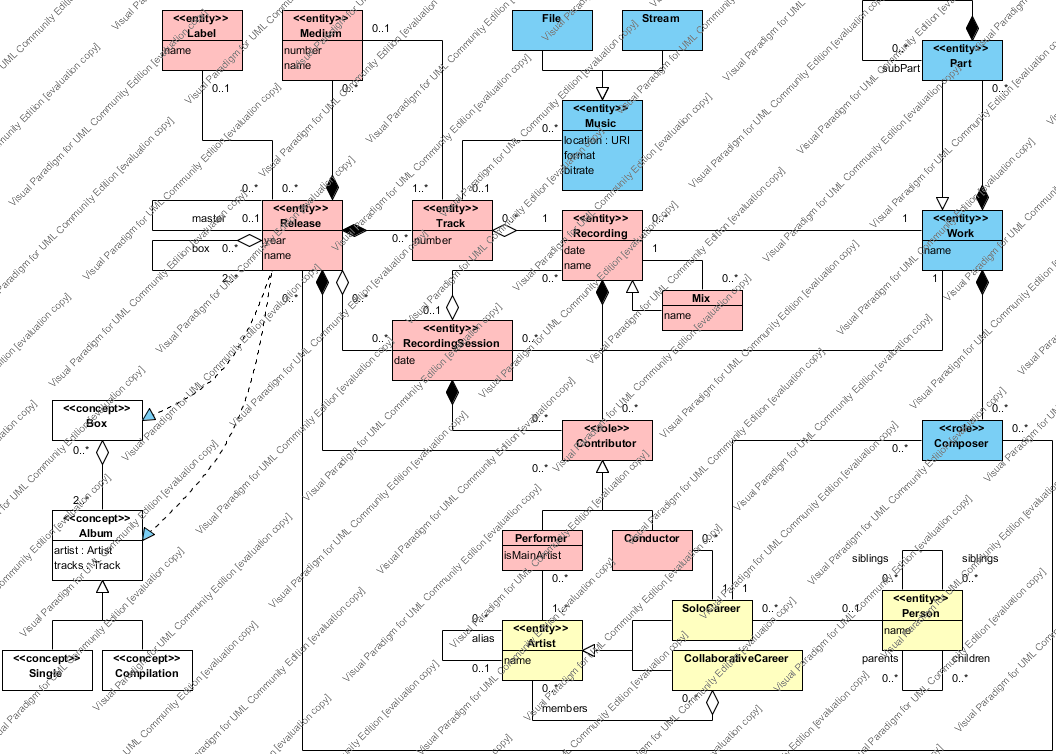 <<entity>>
Label
name
<<entity>>
Medium
number
name
File
Stream
<<entity>>
Part
<<entity>>
Music
location : URI
format
bitrate
0..1
0..*
subPart
0..1
0..*
0..*
0..*
0..*
0..*
1..*
0..1
master
0..1
box
0..*
2..*
<<entity>>
Release
year
name
<<entity>>
Track
number
0..*
0..*
1
<<entity>>
Recording
date
name
0..*
1
0..*
1
<<entity>>
Work
name
1
0..*
Mix
name
0..*
0..*
0..1
0..*
0..*
<<entity>>
RecordingSession
date
<<concept>>
Box
0..*
2..*
<<concept>>
Album
artist : Artist
tracks : Track
<<concept>>
Single
<<concept>>
Compilation
0..*
<<role>>
Contributor
0..*
0..*
<<role>>
Composer
0..*
0..*
Performer
isMainArtist
Conductor
0..*
0..*
1..*
1
1
siblings
siblings
0..*
0..*
SoloCareer
0..*
0..1
<<entity>>
Person
name
alias
0..1
<<entity>>
Artist
name
CollaborativeCareer
parents
children
0..*
0..*
0..*
members
Visual Paradigm for UML Community Edition [evaluation copy]